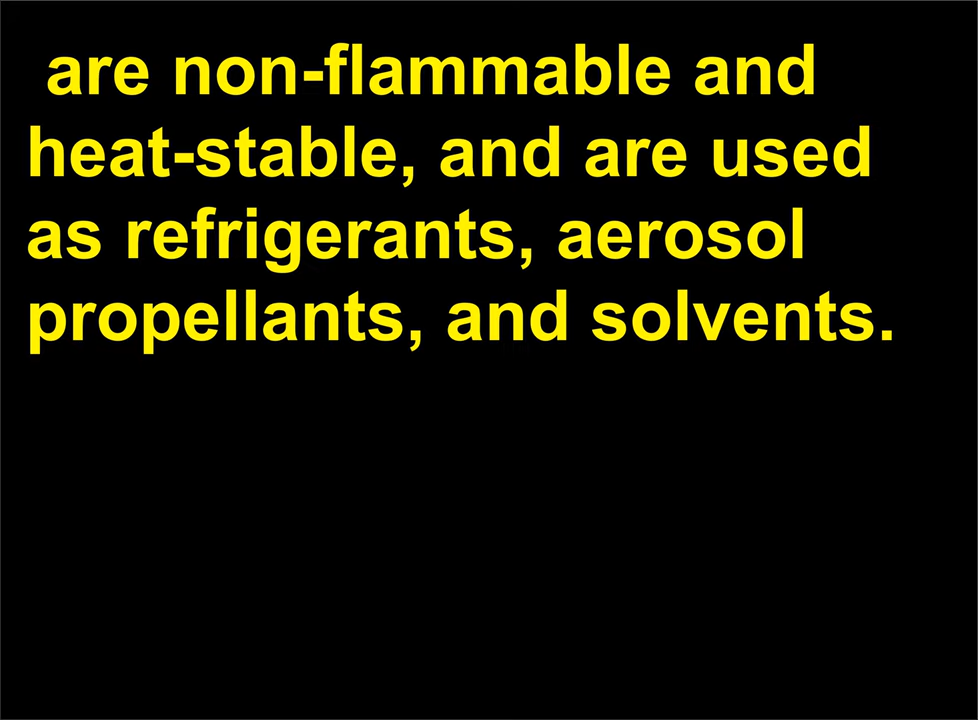 are non-flammable and
heat-stable, and are used
as refrigerants, aerosol
propellants, and solvents.